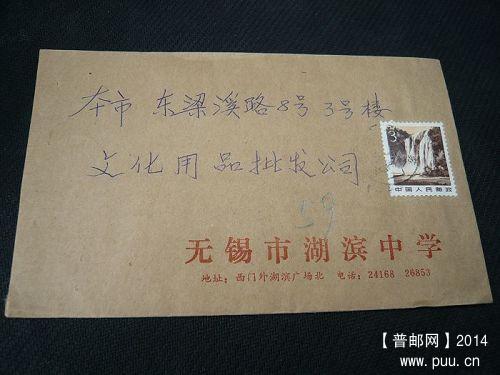 本市 东梁溪路8号 3号楼
3
文化用品批发公司
中国人民邮政
59
无锡市湖滨中学
地址：西门外湖滨广场北 电话：24168 26853
【普邮网】2014
www.puu.cn